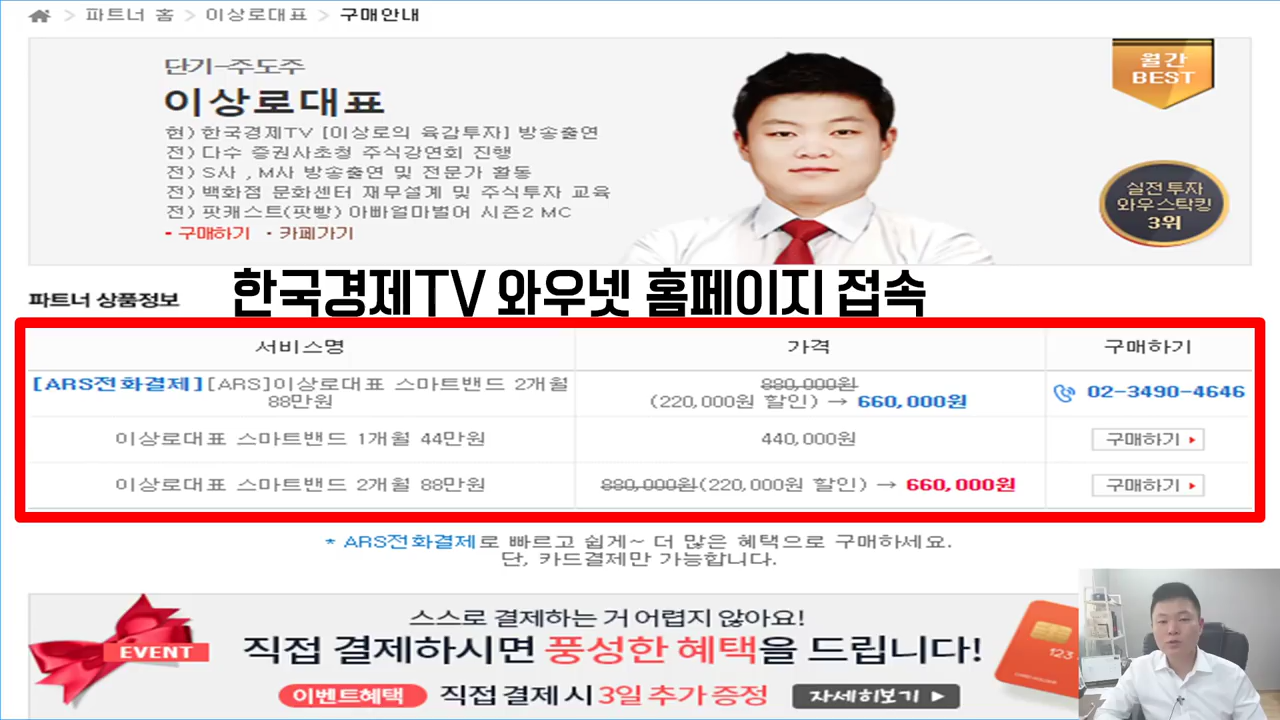 파트너 홈 > 이상로대표 > 구매안내
단기-주도주
이상로대표
현) 한국경제TV [이상로의 육감투자] 방송출연
전) 다수 증권사초청 주식강연회 진행
전) S사 , M사 방송출연 및 전문가 활동
전) 백화점 문화센터 재무설계 및 주식투자 교육
전) 팟캐스트(팟빵) 아빠얼마벌어 시즌2 MC
- 구매하기 · 카페가기
월간
BEST
실전투자
와우스탁킹
3위
한국경제TV 와우넷 홈페이지 접속
파트너 상품정보
서비스명 가격 구매하기
[ARS전화결제][ARS]이상로대표 스마트밴드 2개월
88만원
880,000원
(220,000원 할인) → 660,000원
02-3490-4646
이상로대표 스마트밴드 1개월 44만원 440,000원 구매하기
이상로대표 스마트밴드 2개월 88만원 880,000원(220,000원 할인) → 660,000원 구매하기
* ARS전화결제로 빠르고 쉽게~ 더 많은 혜택으로 구매하세요.
단, 카드결제만 가능합니다.
EVENT
스스로 결제하는 거 어렵지 않아요!
직접 결제하시면 풍성한 혜택을 드립니다!
이벤트혜택 직접 결제 시 3일 추가 증정 자세히보기 ▶
123